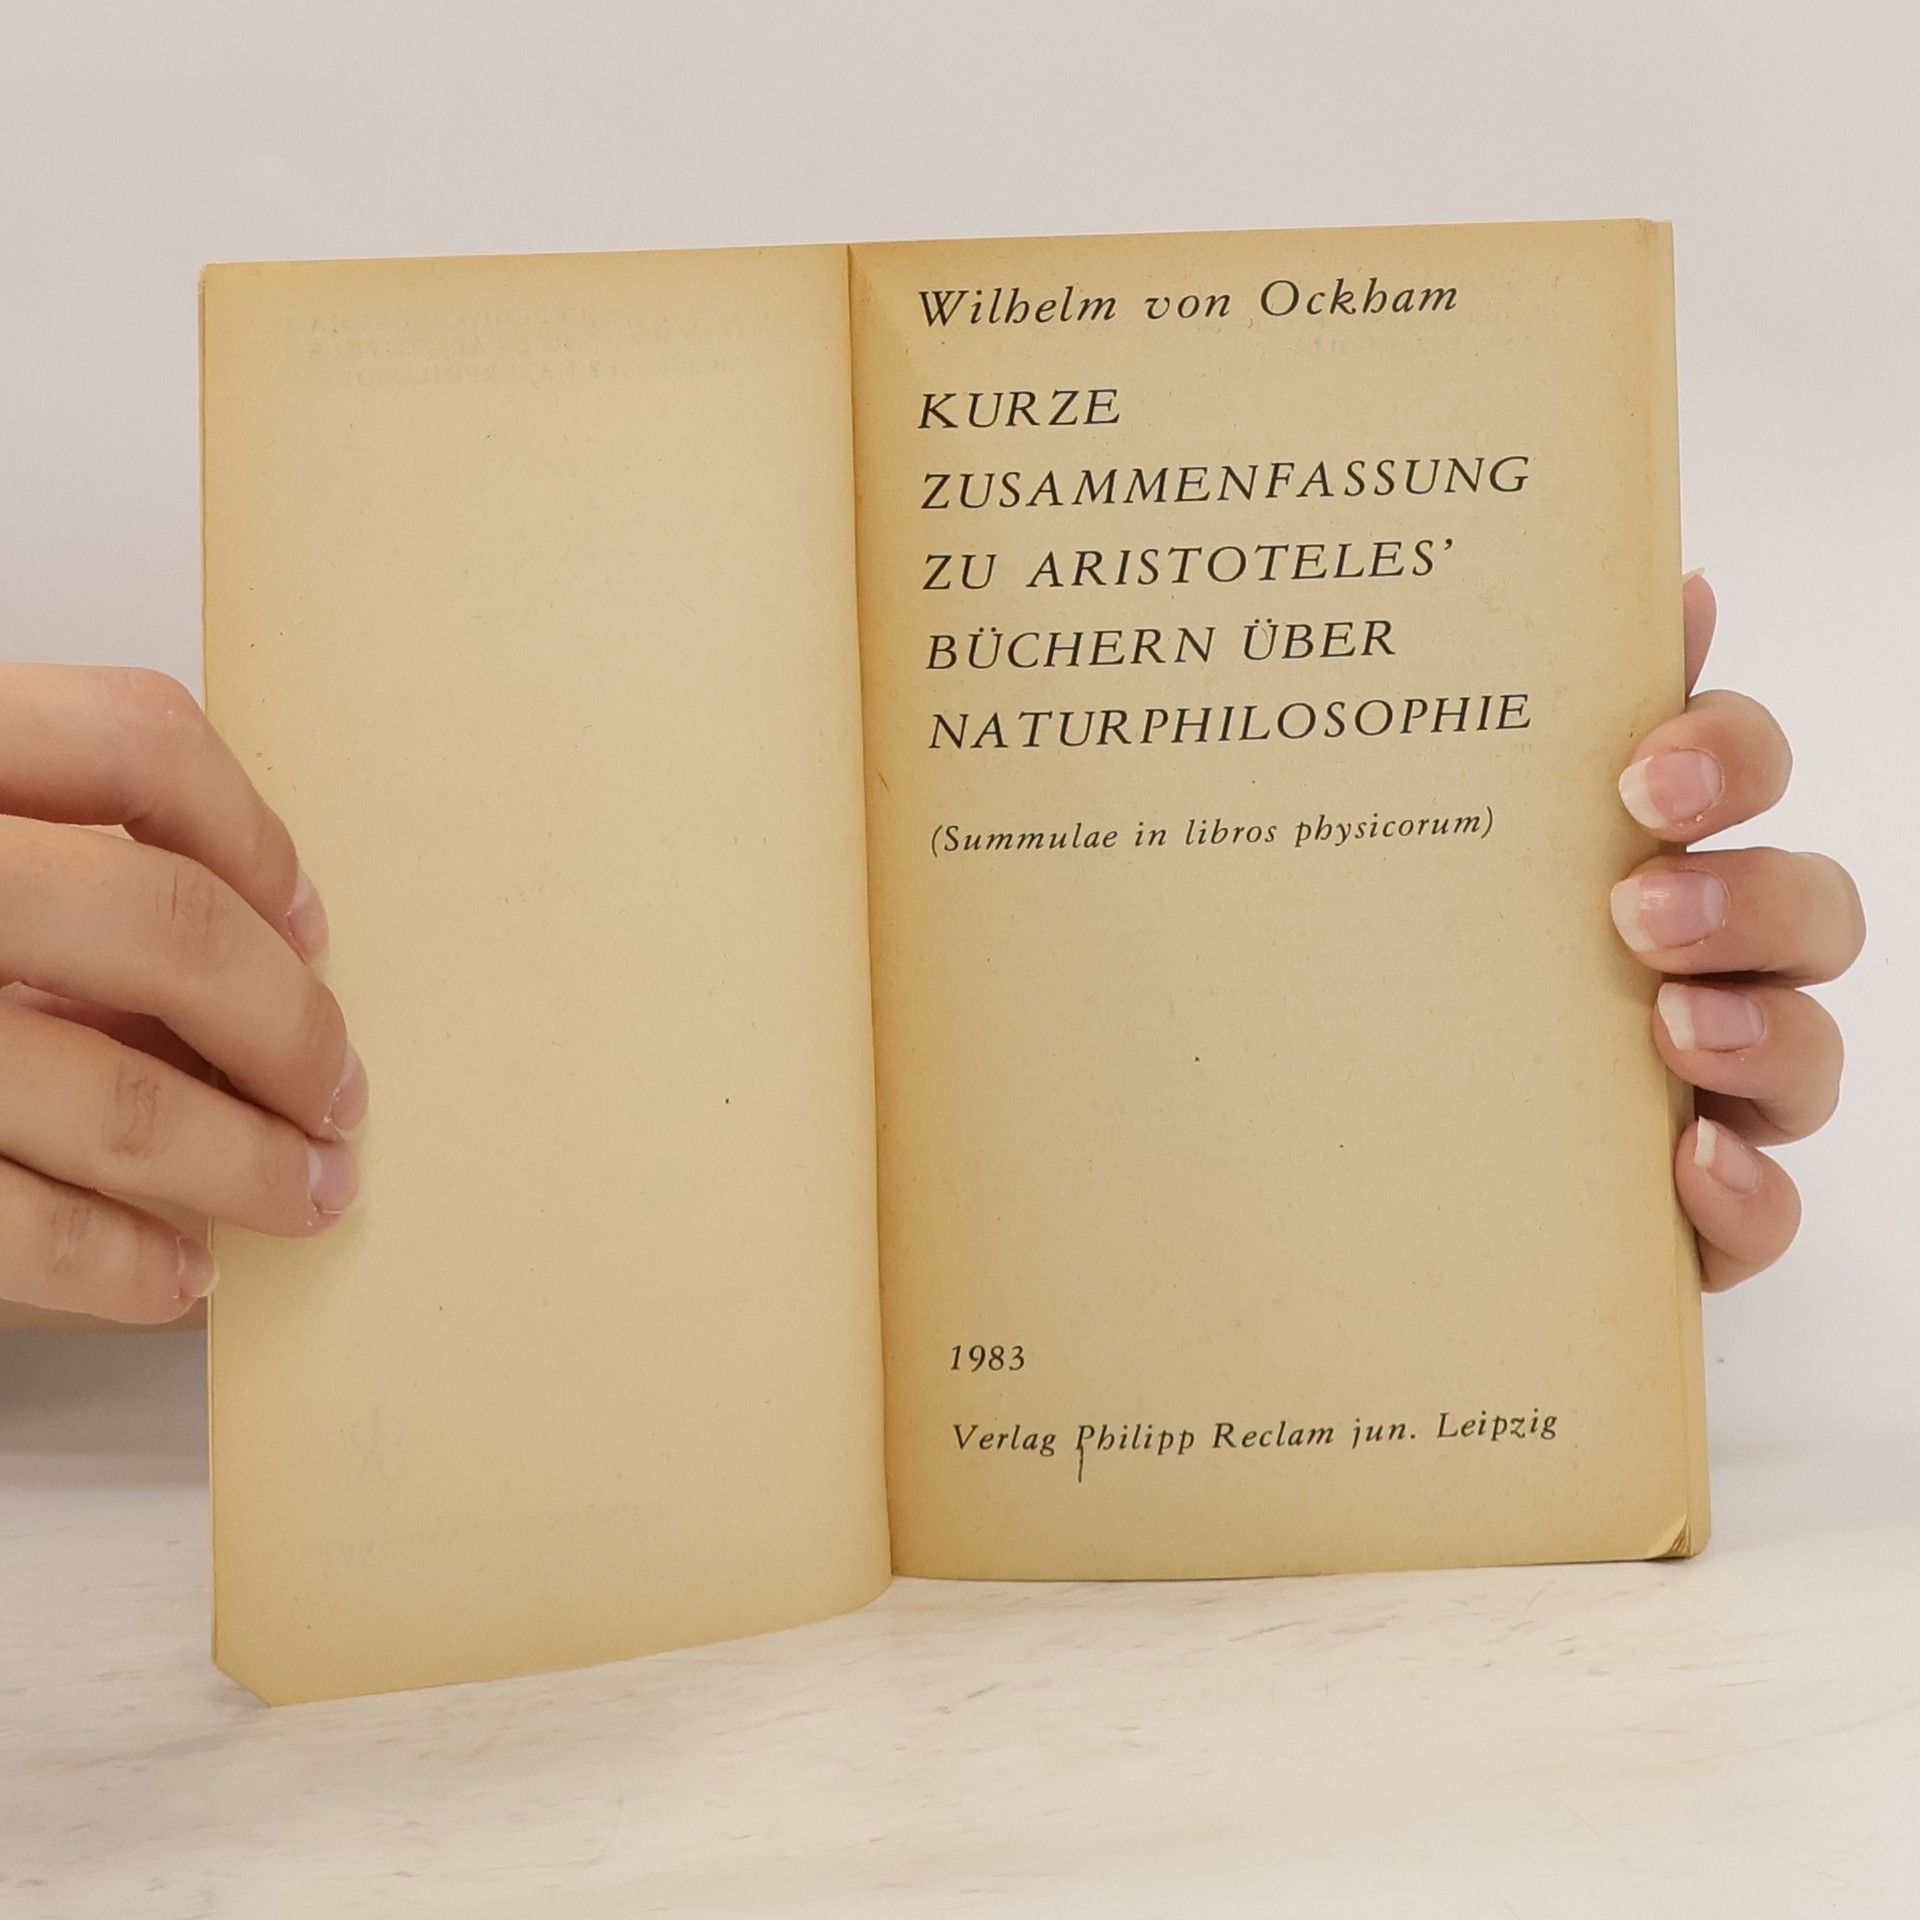 Wilhelm von Ockham
KURZE
ZUSAMMENFASSUNG
ZU ARISTOTELES’
BÜCHERN ÜBER
NATURPHILOSOPHIE
(Summulae in libros physicorum)
1983
Verlag Philipp Reclam jun. Leipzig